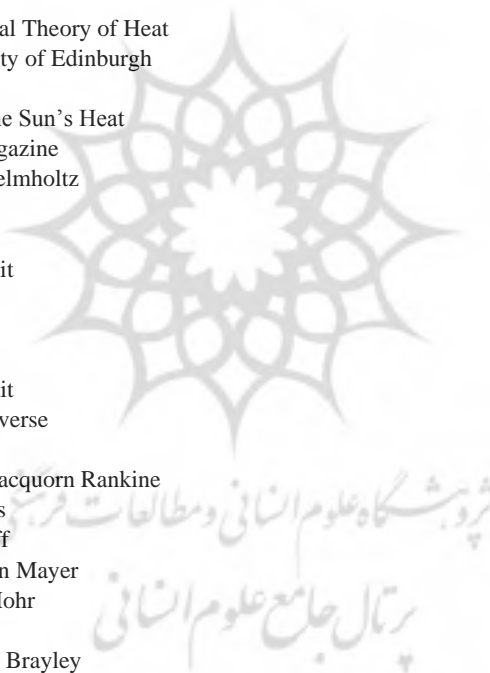 al Theory of Heat
ty of Edinburgh
e Sun’s Heat
gazine
elmholtz
it
it
verse
acquorn Rankine
s
ff
n Mayer
Mohr
Brayley
پژوهشگاه علوم انسانی و مطالعات فرهنگی
پرتال جامع علوم انسانی